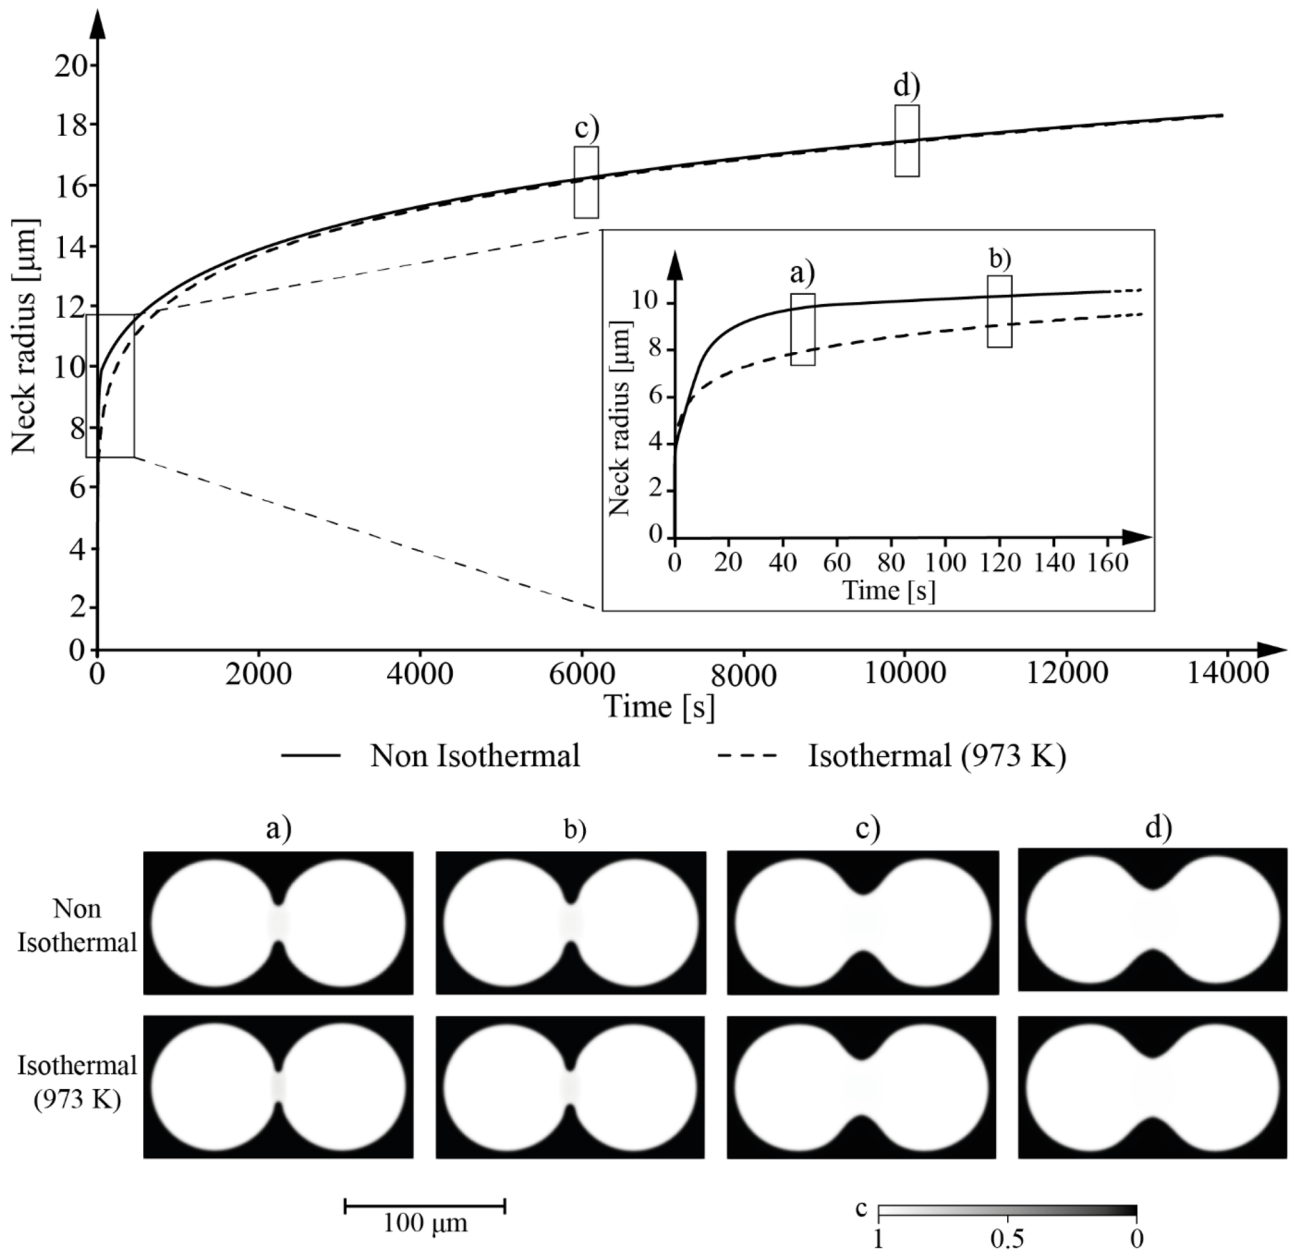 20
18
16
14
12
10
8
6
4
2
0
Neck radius [μm]
c)
d)
10
8
6
4
2
0
Neck radius [μm]
a)
b)
0 20 40 60 80 100 120 140 160
Time [s]
0 2000 4000 6000 8000 10000 12000 14000
Time [s]
Non Isothermal Isothermal (973 K)
a) b) c) d)
Non
Isothermal
Isothermal
(973 K)
100 μm
c
1 0.5 0